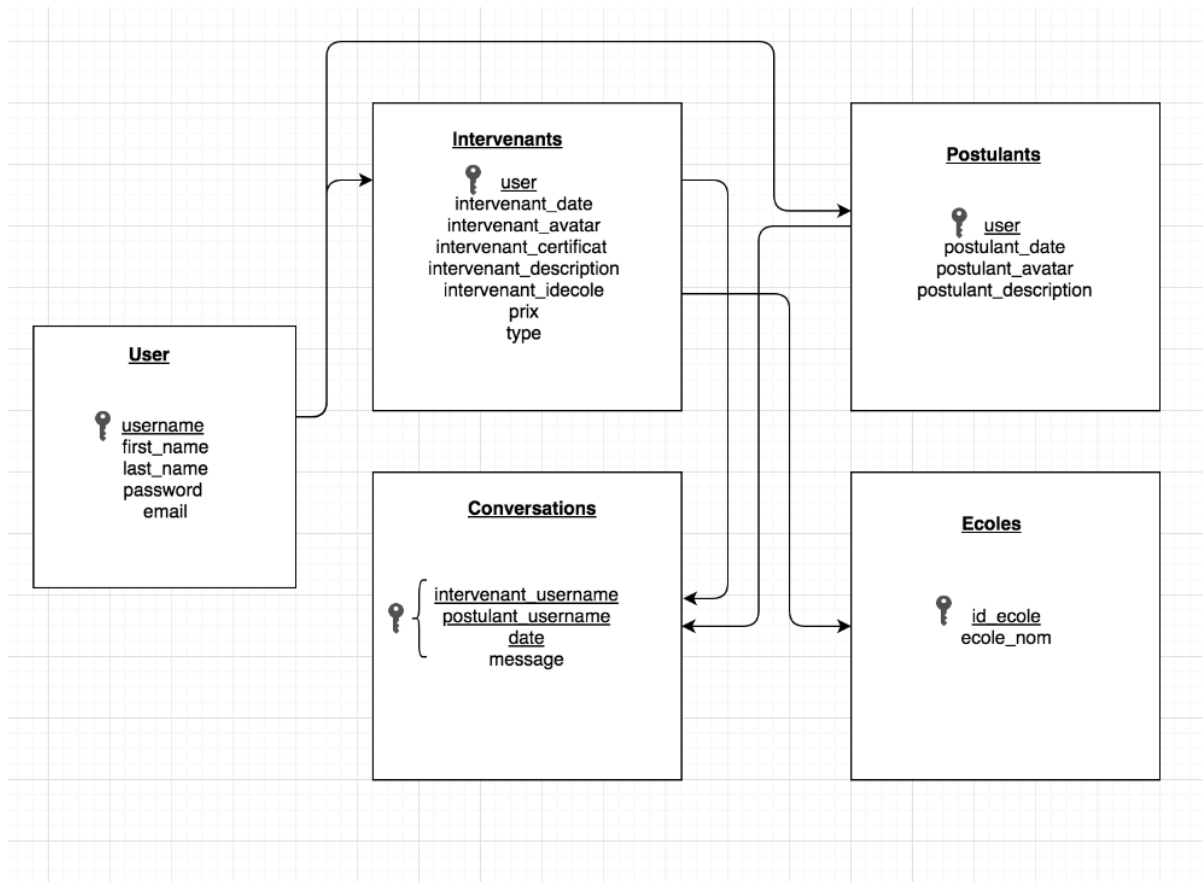 Intervenants
user
intervenant_date
intervenant_avatar
intervenant_certificat
intervenant_description
intervenant_idecole
prix
type
Postulants
user
postulant_date
postulant_avatar
postulant_description
User
username
first_name
last_name
password
email
Conversations
intervenant_username
postulant_username
date
message
Ecoles
id_ecole
ecole_nom